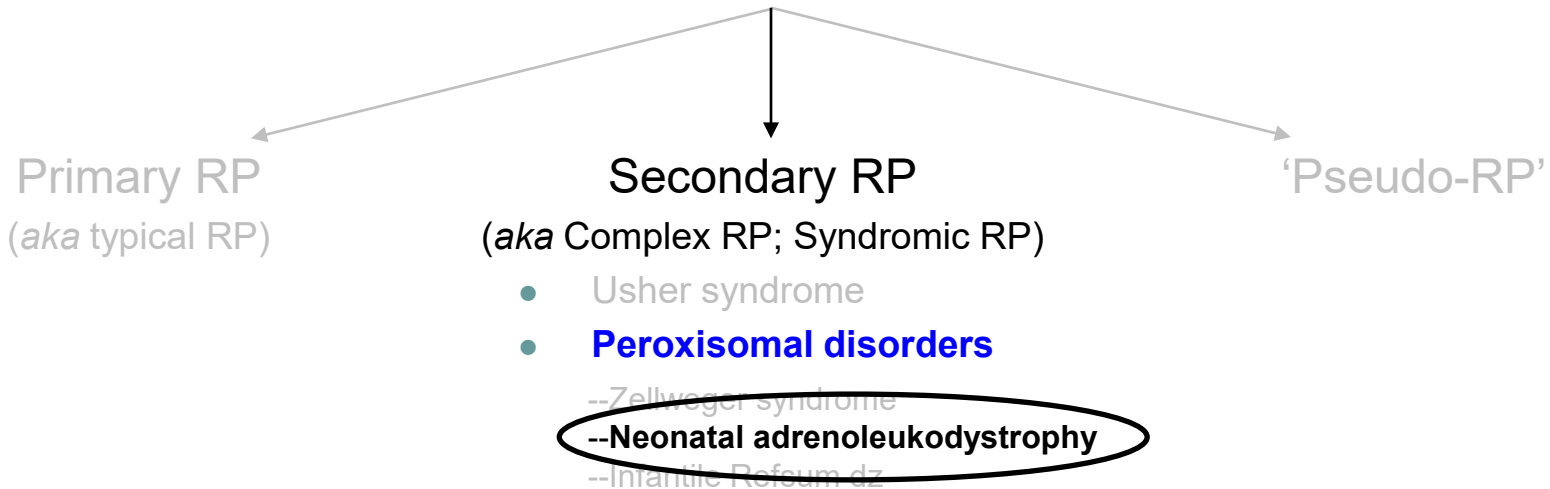 Primary RP
(aka typical RP)
Secondary RP
(aka Complex RP; Syndromic RP)
‘Pseudo-RP’
● Usher syndrome
● Peroxisomal disorders
--Zellweger syndrome
--Neonatal adrenoleukodystrophy
--Infantile Refsum dz